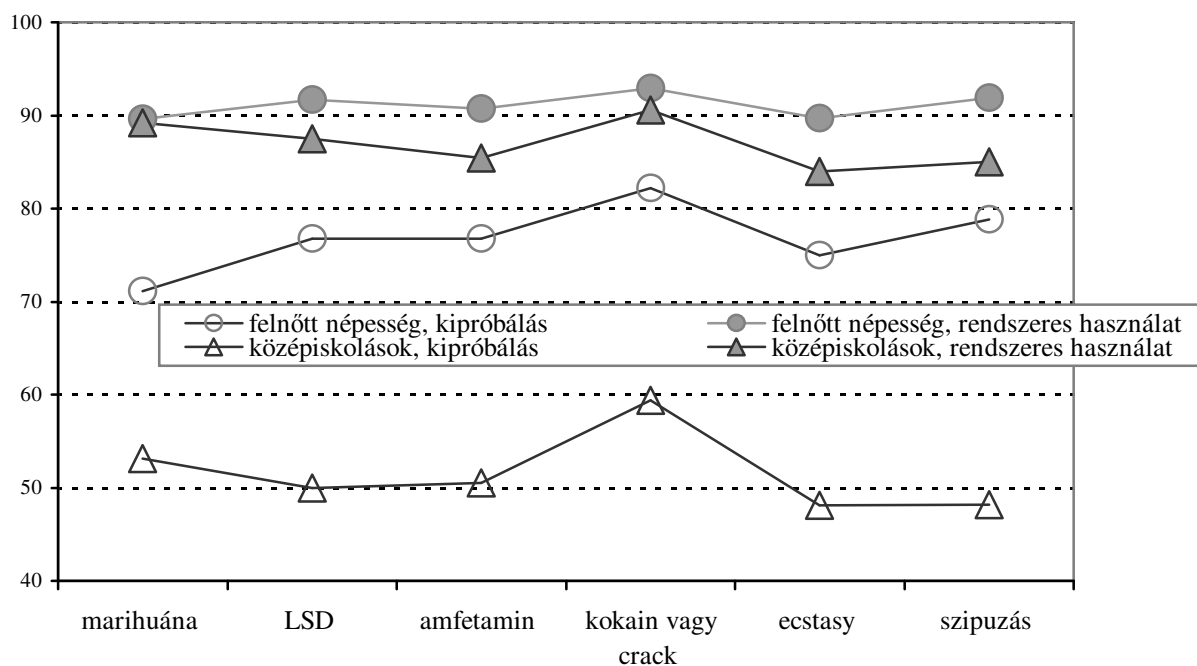 100
90
80
70
felnőtt népesség, kipróbálás
felnőtt népesség, rendszeres használat
középiskolások, kipróbálás
középiskolások, rendszeres használat
60
50
40
marihuána
LSD
amfetamin
kokain vagy
crack
ecstasy
szipuzás